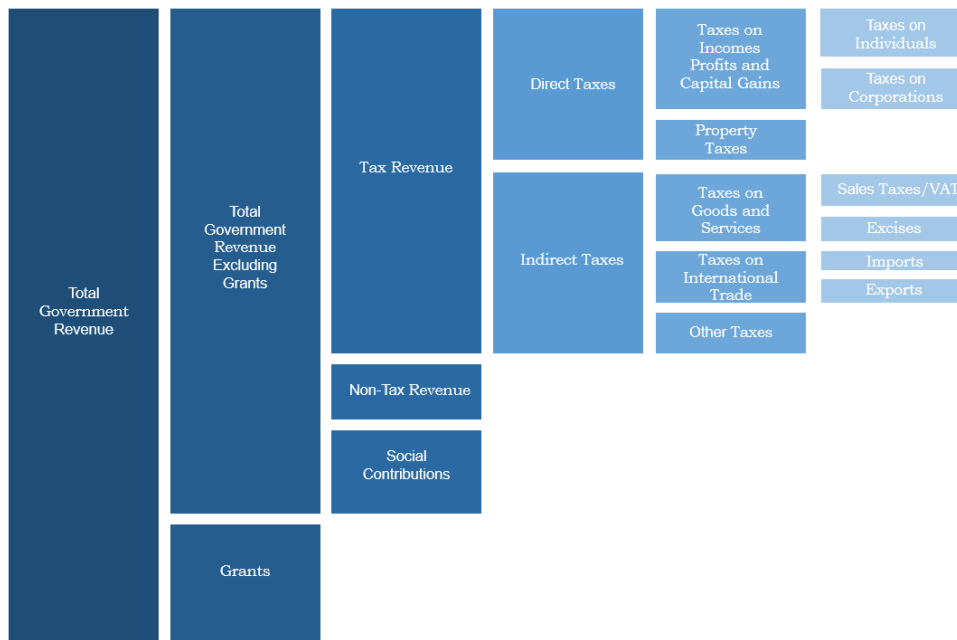 Total
Government
Revenue
Total
Government
Revenue
Excluding
Grants
Grants
Tax Revenue
Non-Tax Revenue
Social
Contributions
Direct Taxes
Indirect Taxes
Taxes on
Incomes
Profits and
Capital Gains
Property
Taxes
Taxes on
Goods and
Services
Taxes on
International
Trade
Other Taxes
Taxes on
Individuals
Taxes on
Corporations
Sales Taxes/VAT
Excises
Imports
Exports